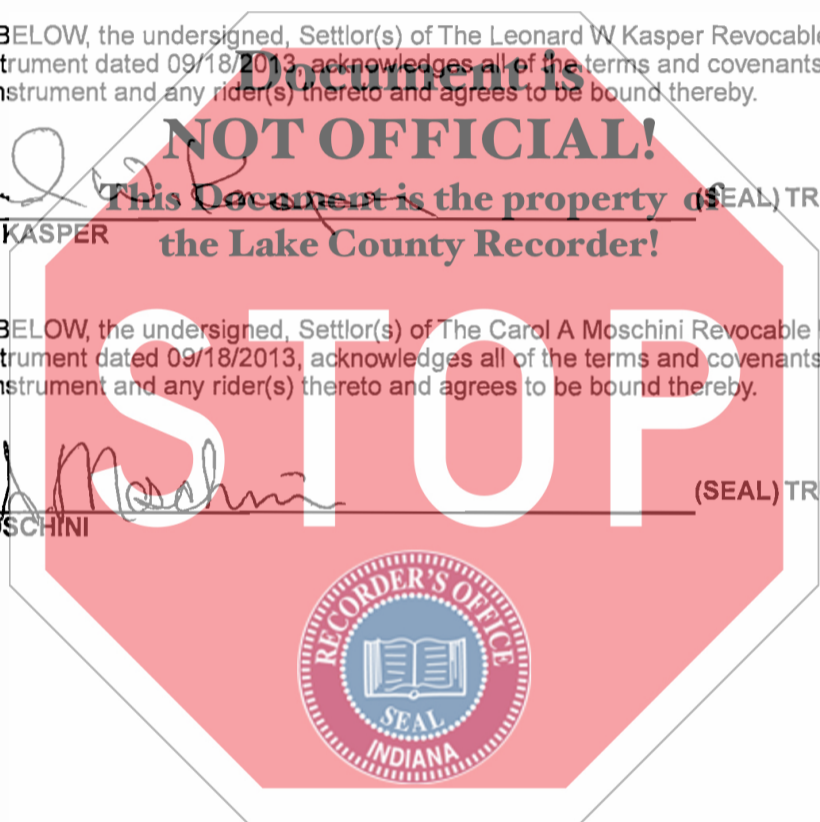 BELOW, the undersigned, Settlor(s) of The Leonard W Kasper Revocable
trument dated 09/18/2013, acknowledges all of the terms and covenants
nstrument and any rider(s) thereto and agrees to be bound thereby.
Document is
NOT OFFICIAL!
This Document is the property of
the Lake County Recorder!
(SEAL) TR
KASPER
BELOW, the undersigned, Settlor(s) of The Carol A Moschini Revocable
trument dated 09/18/2013, acknowledges all of the terms and covenants
nstrument and any rider(s) thereto and agrees to be bound thereby.
STOP
A Moschini
(SEAL) TR
SCHINI
RECORDER'S OFFICE
SEAL
INDIANA